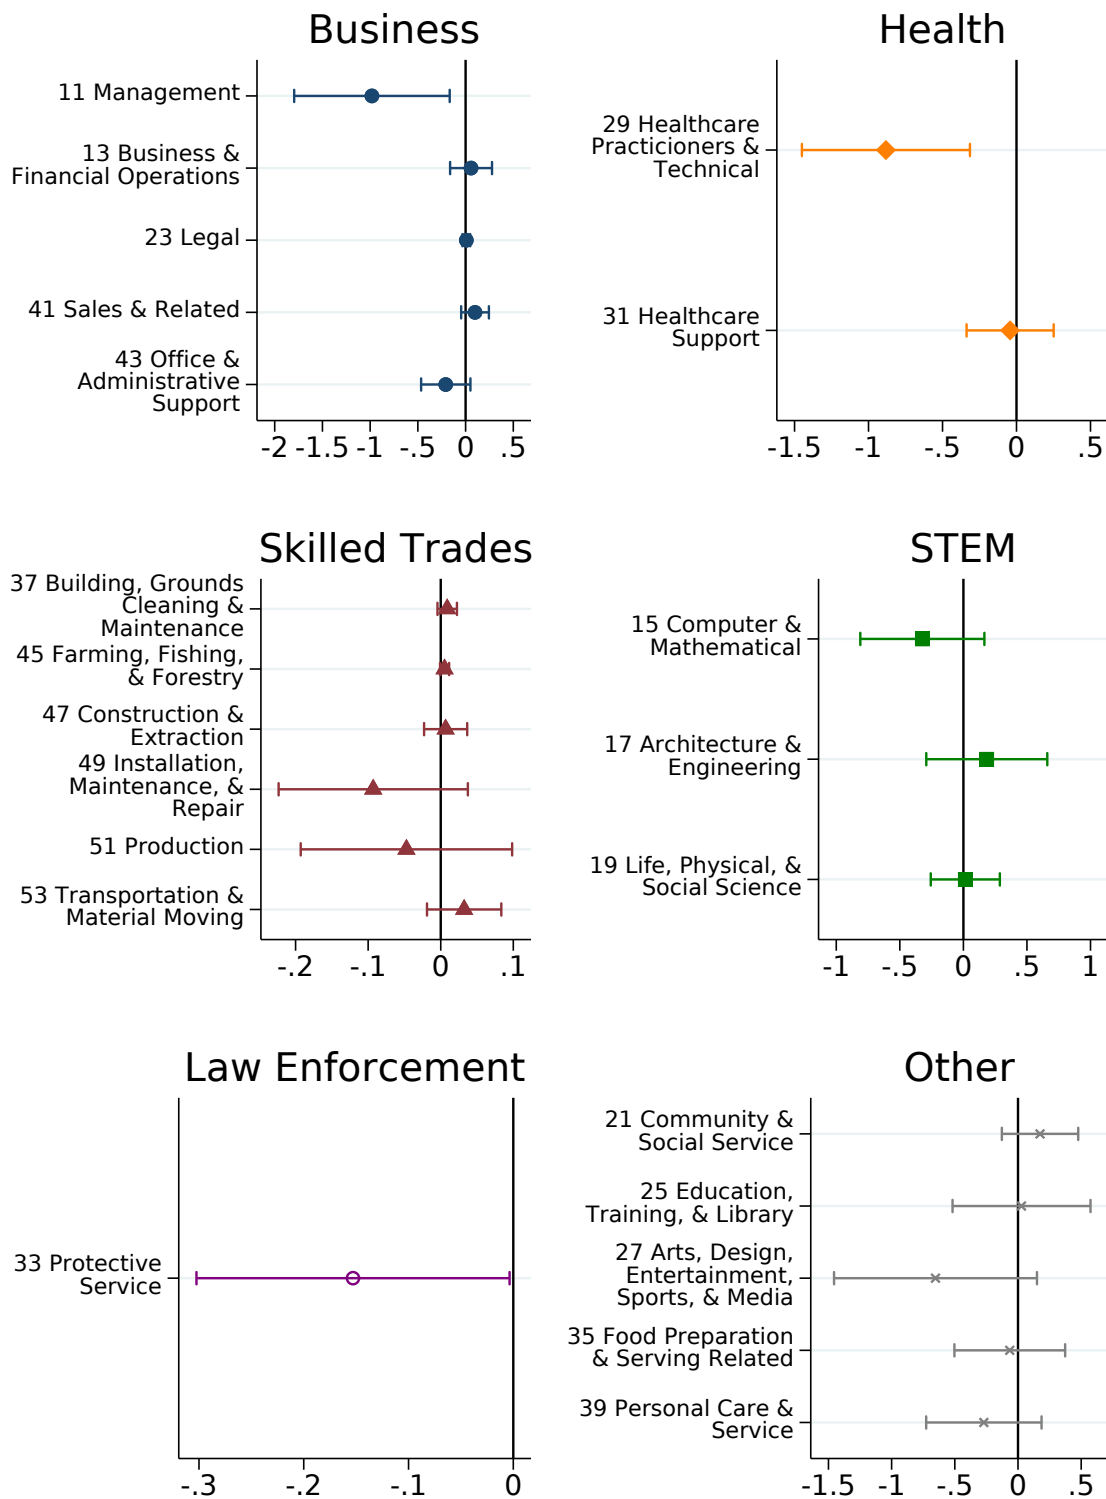 Business
11 Management
13 Business &
Financial Operations
23 Legal
41 Sales & Related
43 Office &
Administrative
Support
-2 -1.5 -1 -.5 0 .5
Health
29 Healthcare
Practicioners &
Technical
31 Healthcare
Support
-1.5 -1 -.5 0 .5
Skilled Trades
37 Building, Grounds
Cleaning &
Maintenance
45 Farming, Fishing,
& Forestry
47 Construction &
Extraction
49 Installation,
Maintenance, &
Repair
51 Production
53 Transportation &
Material Moving
-.2 -.1 0 .1
STEM
15 Computer &
Mathematical
17 Architecture &
Engineering
19 Life, Physical, &
Social Science
-1 -.5 0 .5 1
Law Enforcement
33 Protective
Service
-.3 -.2 -.1 0
Other
21 Community &
Social Service
25 Education,
Training, & Library
27 Arts, Design,
Entertainment,
Sports, & Media
35 Food Preparation
& Serving Related
39 Personal Care &
Service
-1.5 -1 -.5 0 .5